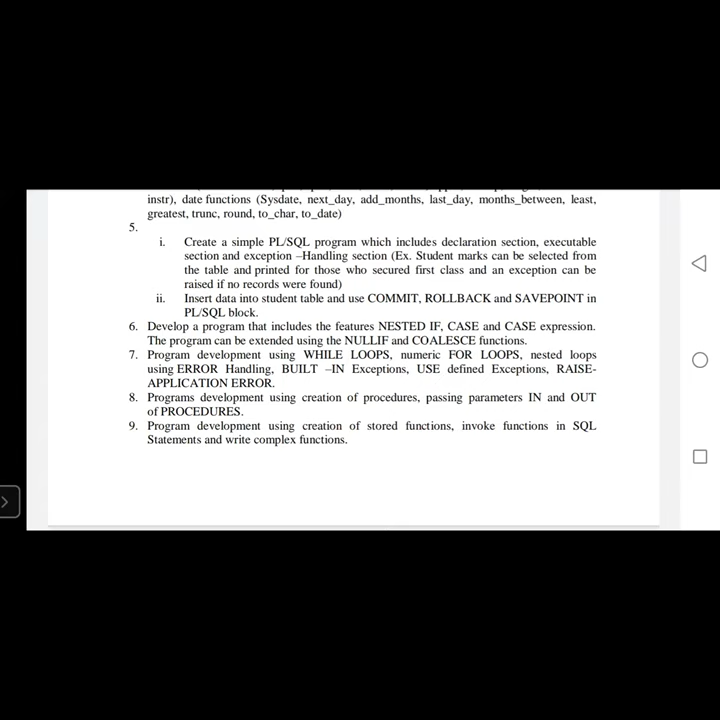 instr), date functions (Sysdate, next_day, add_months, last_day, months_between, least,
greatest, trunc, round, to_char, to_date)
5.
i. Create a simple PL/SQL program which includes declaration section, executable
section and exception –Handling section (Ex. Student marks can be selected from
the table and printed for those who secured first class and an exception can be
raised if no records were found)
ii. Insert data into student table and use COMMIT, ROLLBACK and SAVEPOINT in
PL/SQL block.
6. Develop a program that includes the features NESTED IF, CASE and CASE expression.
The program can be extended using the NULLIF and COALESCE functions.
7. Program development using WHILE LOOPS, numeric FOR LOOPS, nested loops
using ERROR Handling, BUILT –IN Exceptions, USE defined Exceptions, RAISE-
APPLICATION ERROR.
8. Programs development using creation of procedures, passing parameters IN and OUT
of PROCEDURES.
9. Program development using creation of stored functions, invoke functions in SQL
Statements and write complex functions.